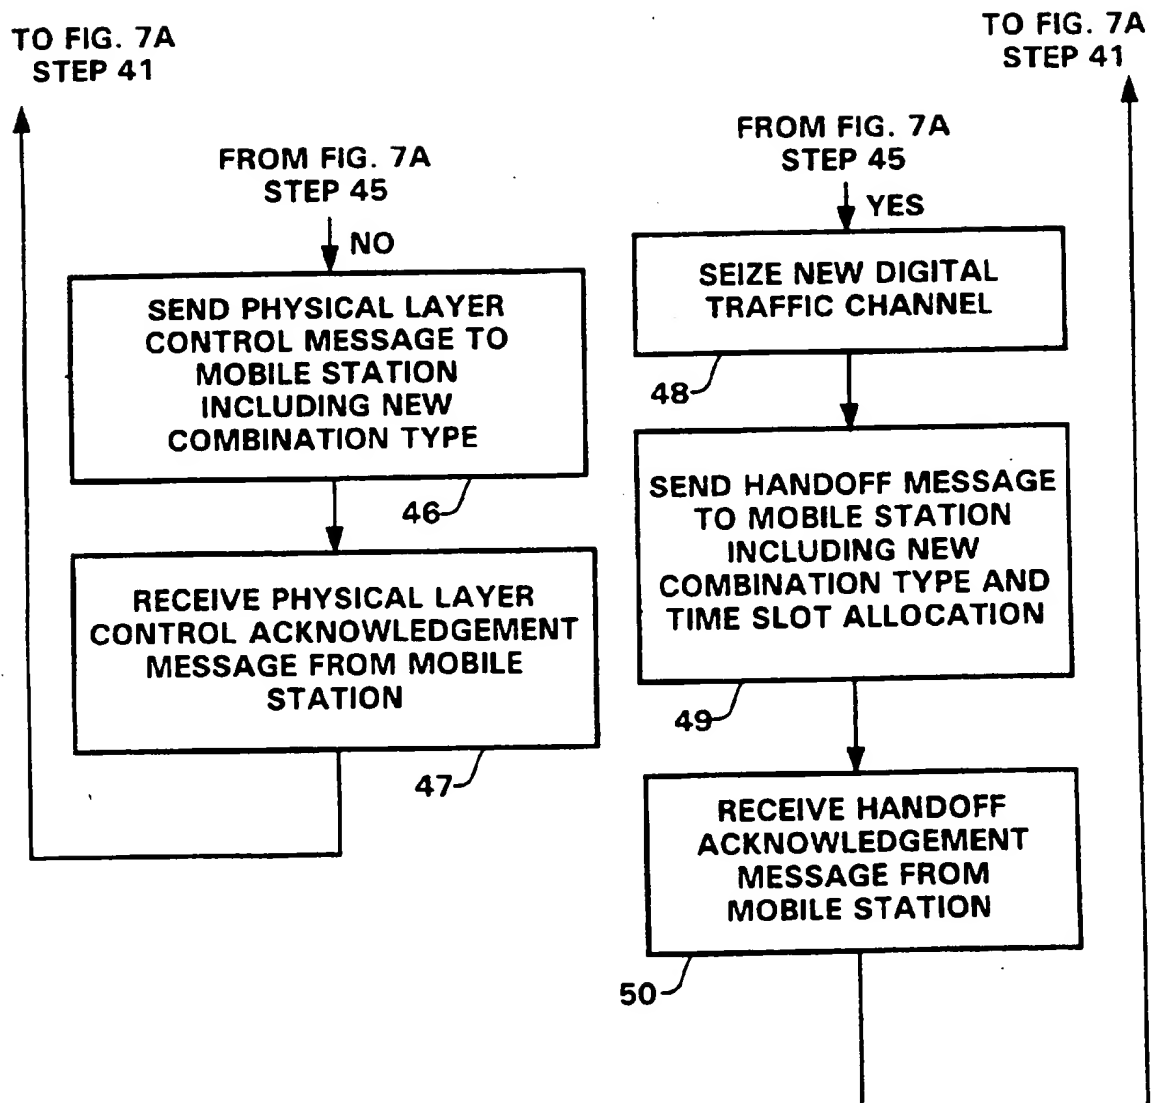 TO FIG. 7A
STEP 41
FROM FIG. 7A
STEP 45
NO
SEND PHYSICAL LAYER
CONTROL MESSAGE TO
MOBILE STATION
INCLUDING NEW
COMBINATION TYPE
46
RECEIVE PHYSICAL LAYER
CONTROL ACKNOWLEDGEMENT
MESSAGE FROM MOBILE
STATION
47
TO FIG. 7A
STEP 41
FROM FIG. 7A
STEP 45
YES
SEIZE NEW DIGITAL
TRAFFIC CHANNEL
48
SEND HANDOFF MESSAGE
TO MOBILE STATION
INCLUDING NEW
COMBINATION TYPE AND
TIME SLOT ALLOCATION
49
RECEIVE HANDOFF
ACKNOWLEDGEMENT
MESSAGE FROM
MOBILE STATION
50